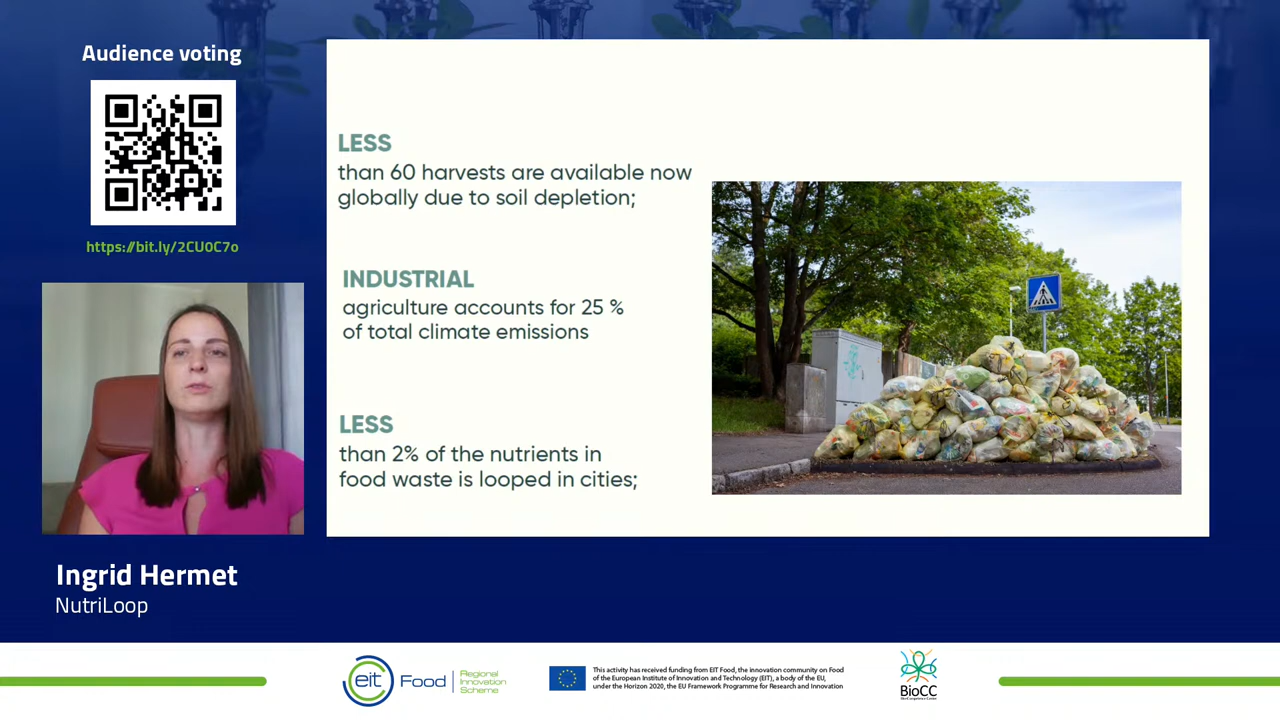 Audience voting
https://bit.ly/2CU0C7o
LESS
than 60 harvests are available now
globally due to soil depletion;
INDUSTRIAL
agriculture accounts for 25 %
of total climate emissions
LESS
than 2% of the nutrients in
food waste is looped in cities;
Ingrid Hermet
NutriLoop
eit Food
Regional
Innovation
Scheme
This activity has received funding from EIT Food, the innovation community on Food
of the European Institute of Innovation and Technology (EIT), a body of the EU,
under the Horizon 2020, the EU Framework Programme for Research and Innovation
BioCC